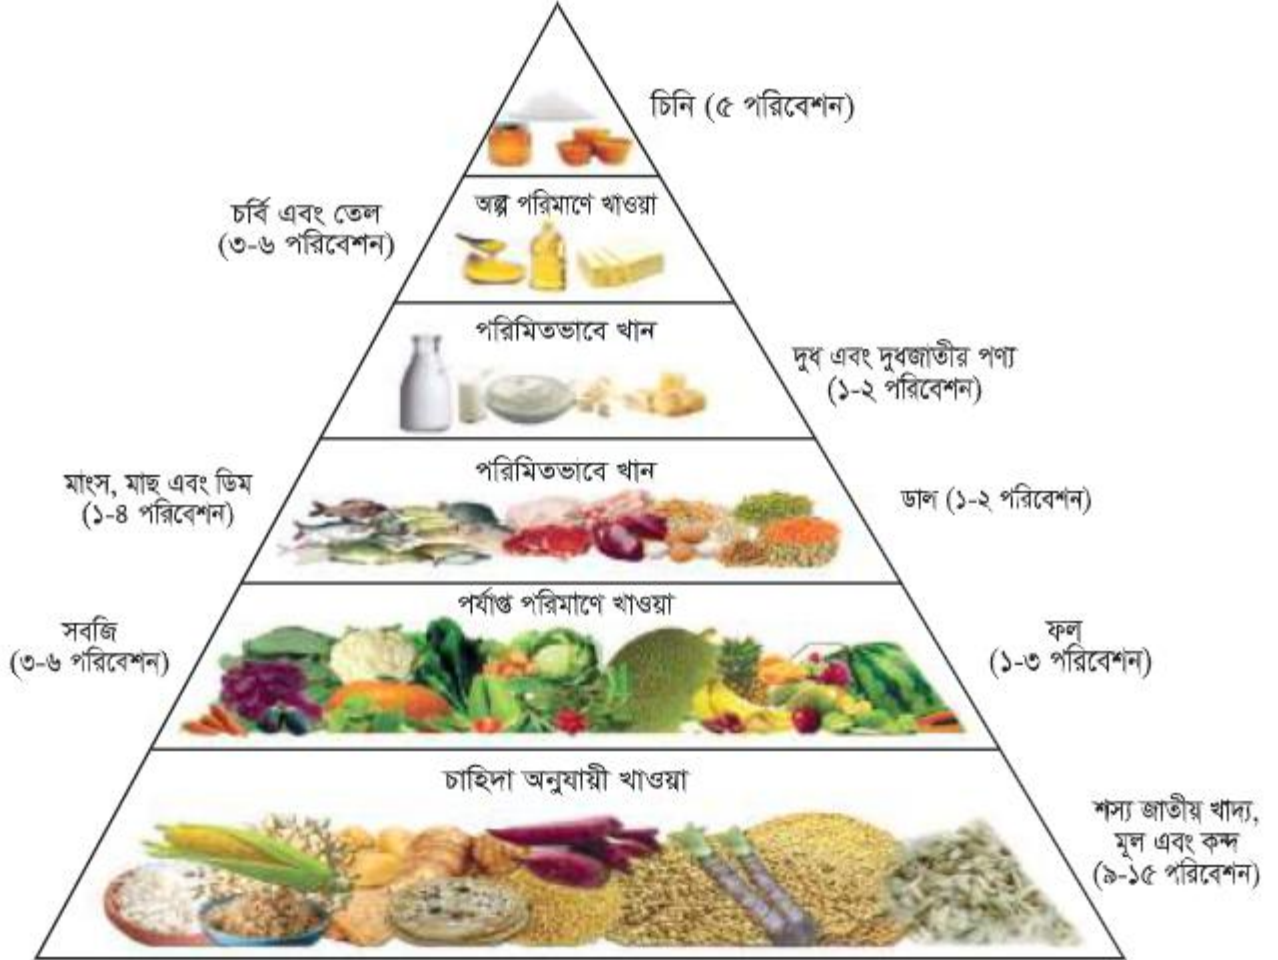 চিনি (৫ পরিবেশন)
চর্বি এবং তেল
(৩-৬ পরিবেশন)
অল্প পরিমাণে খাওয়া
পরিমিতভাবে খান
দুধ এবং দুধজাতীর পণ্য
(১-২ পরিবেশন)
মাংস, মাছ এবং ডিম
(১-৪ পরিবেশন)
পরিমিতভাবে খান
ডাল (১-২ পরিবেশন)
সবজি
(৩-৬ পরিবেশন)
পর্যাপ্ত পরিমাণে খাওয়া
ফল
(১-৩ পরিবেশন)
চাহিদা অনুযায়ী খাওয়া
শস্য জাতীয় খাদ্য,
মূল এবং কন্দ
(৯-১৫ পরিবেশন)